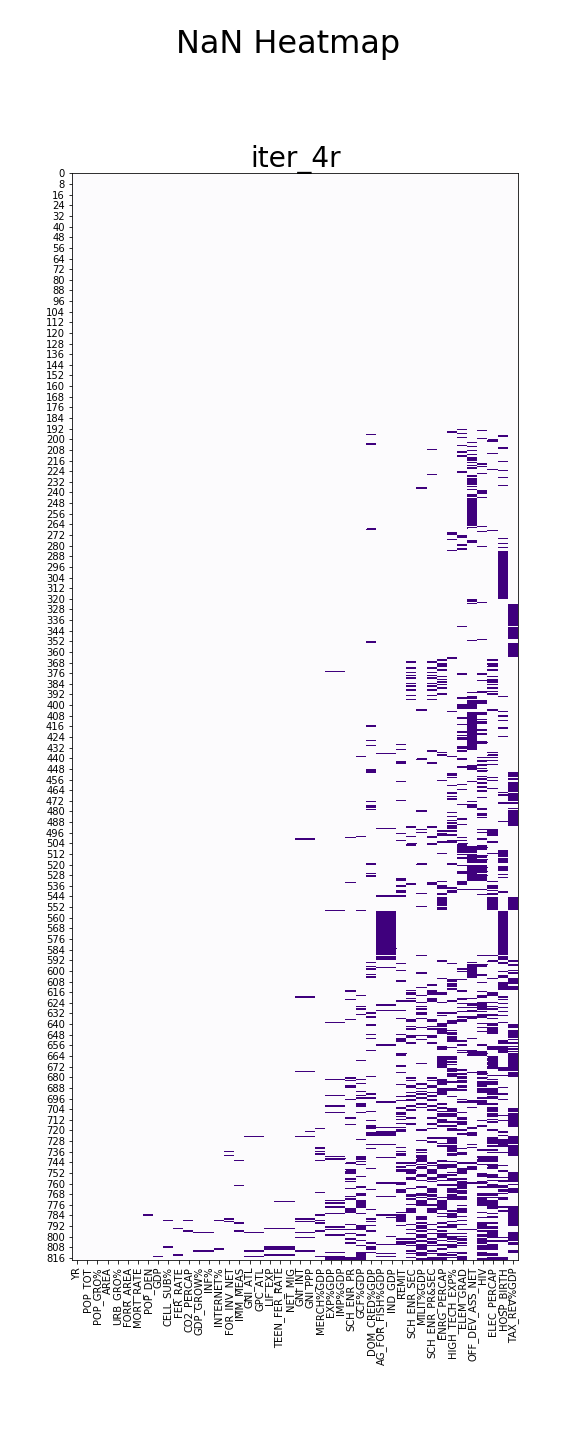 NaN Heatmap
iter_4r
0
8
16
24
32
40
48
56
64
72
80
88
96
104
112
120
128
136
144
152
160
168
176
184
192
200
208
216
224
232
240
248
256
264
272
280
288
296
304
312
320
328
336
344
352
360
368
376
384
392
400
408
416
424
432
440
448
456
464
472
480
488
496
504
512
520
528
536
544
552
560
568
576
584
592
600
608
616
624
632
640
648
656
664
672
680
688
696
704
712
720
728
736
744
752
760
768
776
784
792
800
808
816
YR
POP_TOT
POP_GRO%
AREA
URB_GRO%
FORR_AREA
MORT_RATE
POP_DEN
GDP
CELL_SUB%
FER_RATE
CO2_PERCAP
GDP_GROW%
INF%
INTERNET%
FOR_INV_NET
IMM_MEAS
GNI_ATL
GPC_ATL
LIF_EXP
TEEN_FER_RATE
NET_MIG
GNT_INT
GNI_PPP
MERCH%GDP
EXP%GDP
IMP%GDP
SCH_ENR_PR
GCF%GDP
DOM_CRED%GDP
AG_FOR_FISH%GDP
IND_GDP
REMIT
SCH_ENR_SEC
MILIT%GDP
SCH_ENR_PR&SEC
ENRG_PERCAP
HIGH_TECH_EXP%
ELEM_GRAD
OFF_DEV_ASS_NET
HIV
ELEC_PERCAP
HOSP_BIRTH
TAX_REV%GDP